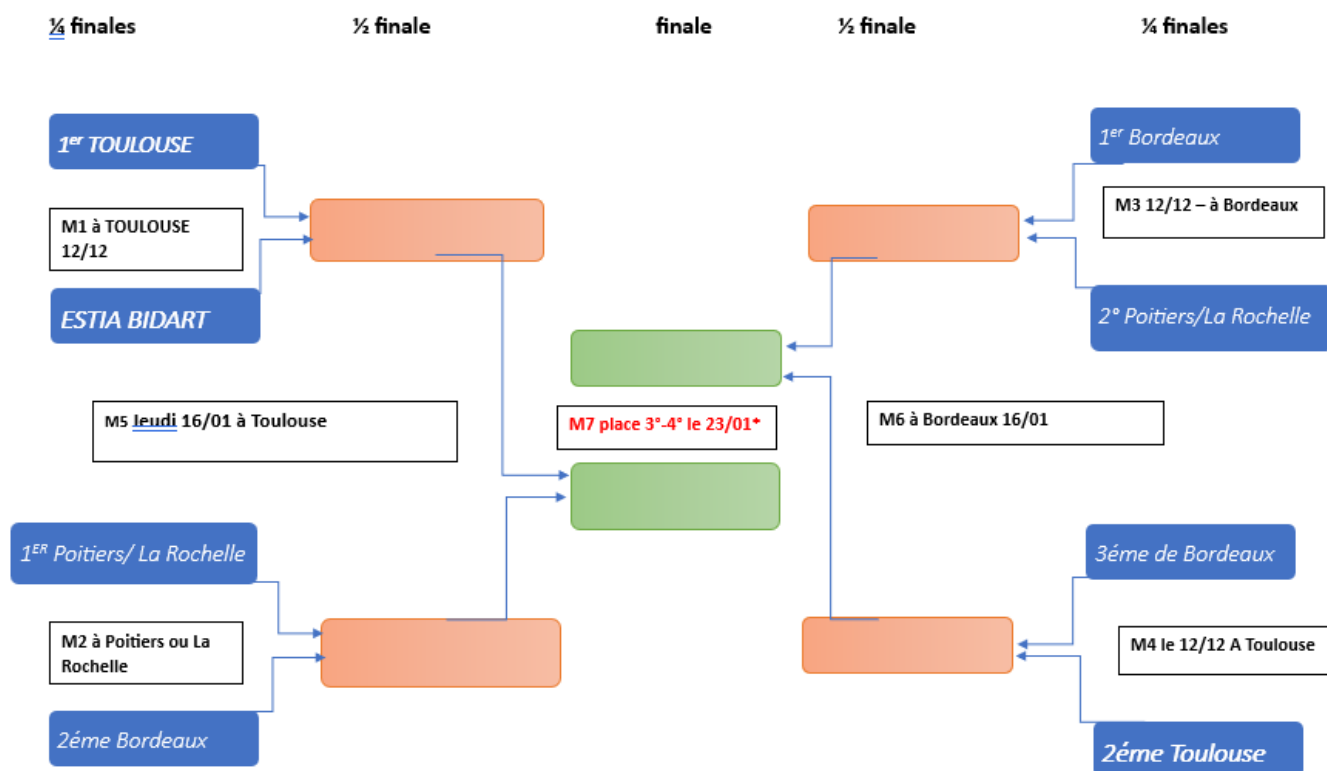 ¼ finales
½ finale
finale
½ finale
¼ finales
1er TOULOUSE
M1 à TOULOUSE
12/12
ESTIA BIDART
M5 Jeudi 16/01 à Toulouse
1ER Poitiers/ La Rochelle
M2 à Poitiers ou La
Rochelle
2éme Bordeaux
M7 place 3°-4° le 23/01*
1er Bordeaux
M3 12/12 – à Bordeaux
2° Poitiers/La Rochelle
M6 à Bordeaux 16/01
3éme de Bordeaux
M4 le 12/12 A Toulouse
2éme Toulouse